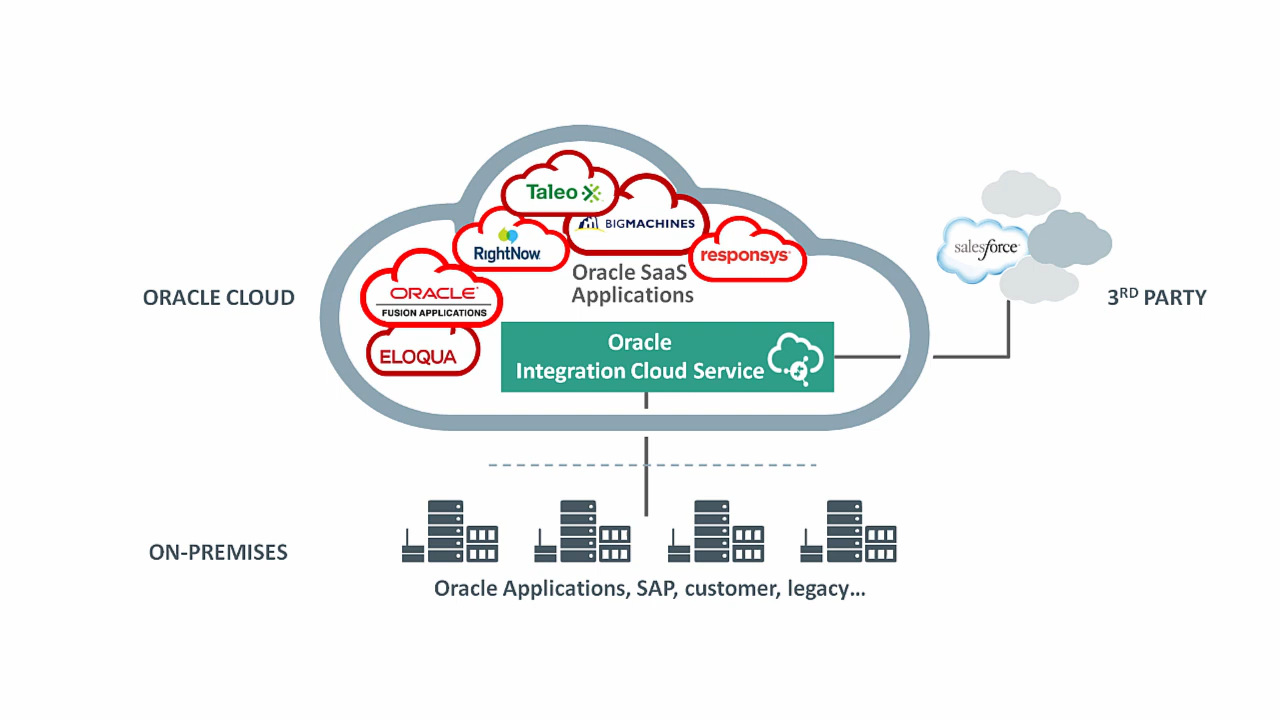 Taleo
BIGMACHINES
RightNow
responsys
Oracle SaaS
Applications
ORACLE
FUSION APPLICATIONS
ELOQUA
salesforce
ORACLE CLOUD
3RD PARTY
Oracle
Integration Cloud Service
ON-PREMISES
Oracle Applications, SAP, customer, legacy...